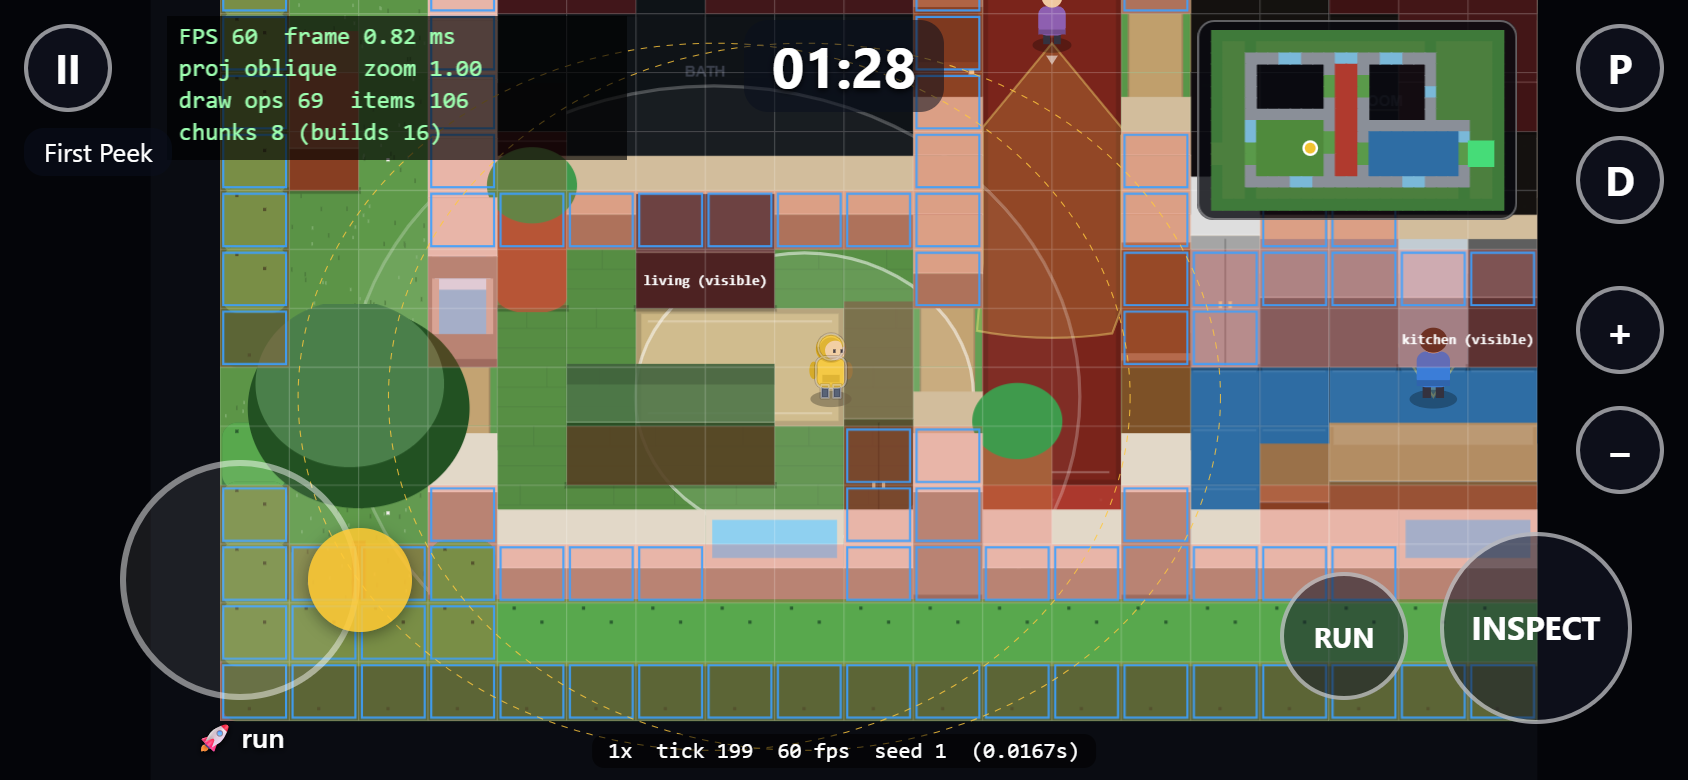 FPS 60  frame 0.82 ms
proj oblique  zoom 1.00
draw ops 69  items 106
chunks 8 (builds 16)
First Peek
BATH
01:28
P
D
+
−
living (visible)
kitchen (visible)
RUN
INSPECT
🚀 run
1x  tick 199  60 fps  seed 1  (0.0167s)